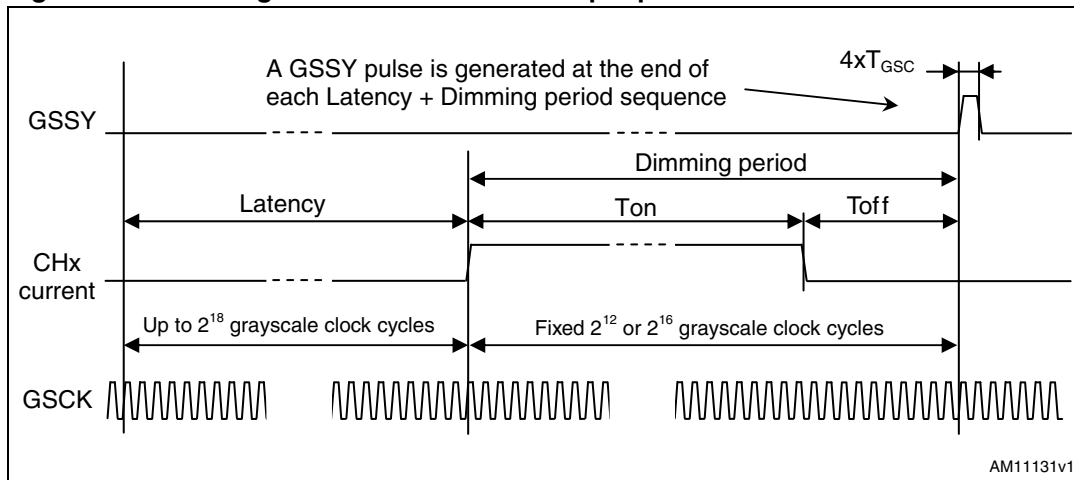 A GSSY pulse is generated at the end of
each Latency + Dimming period sequence
4xTGSC
GSSY
Dimming period
Latency
Ton
Toff
CHx
current
Up to 2^18 grayscale clock cycles
Fixed 2^12 or 2^16 grayscale clock cycles
GSCK
AM11131v1